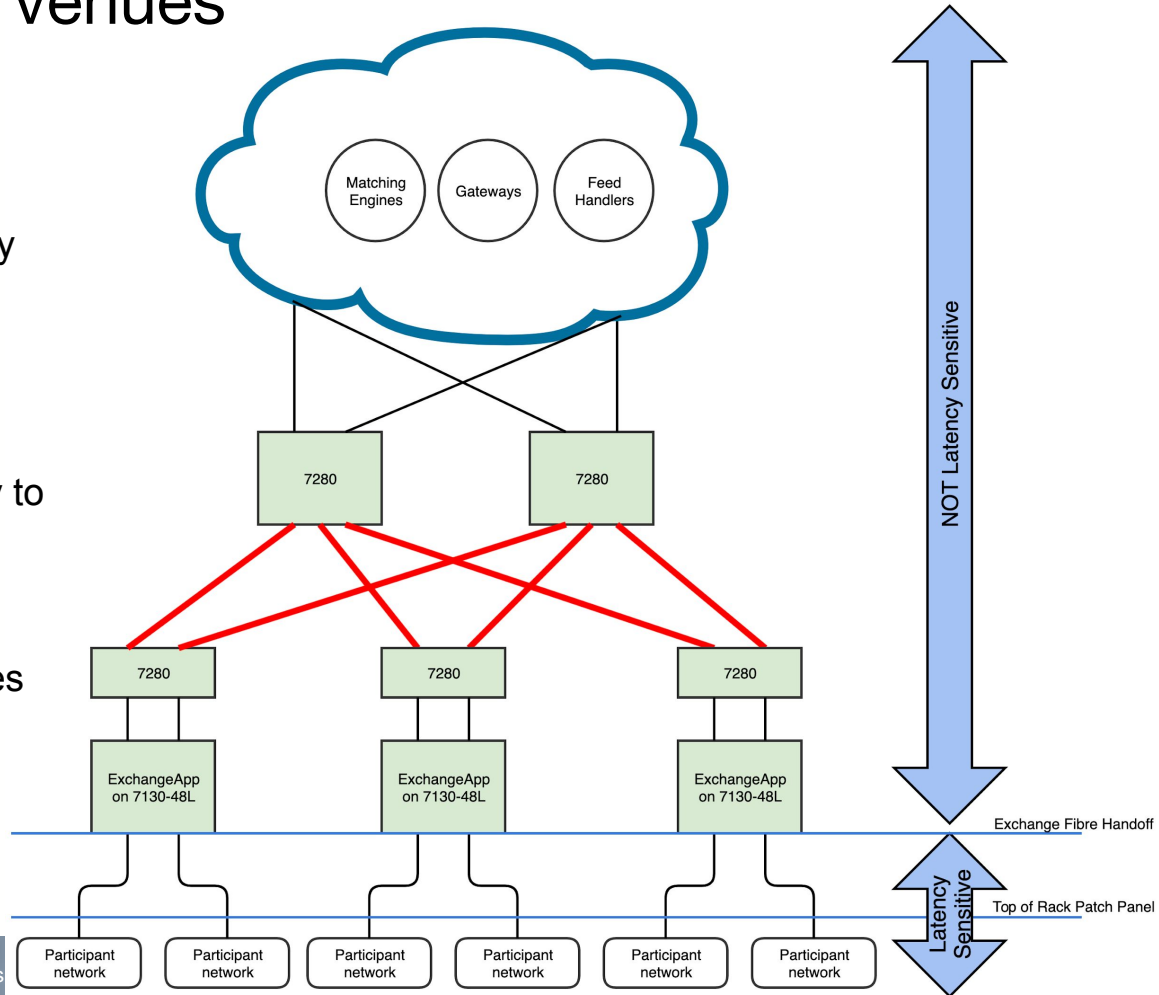 venues
Matching
Engines
Gateways
Feed
Handlers
y
7280
7280
to
7280
7280
7280
es
ExchangeApp
on 7130-48L
ExchangeApp
on 7130-48L
ExchangeApp
on 7130-48L
NOT Latency Sensitive
Exchange Fibre Handoff
Latency
Sensitive
Top of Rack Patch Panel
Participant
network
Participant
network
Participant
network
Participant
network
Participant
network
Participant
network
s